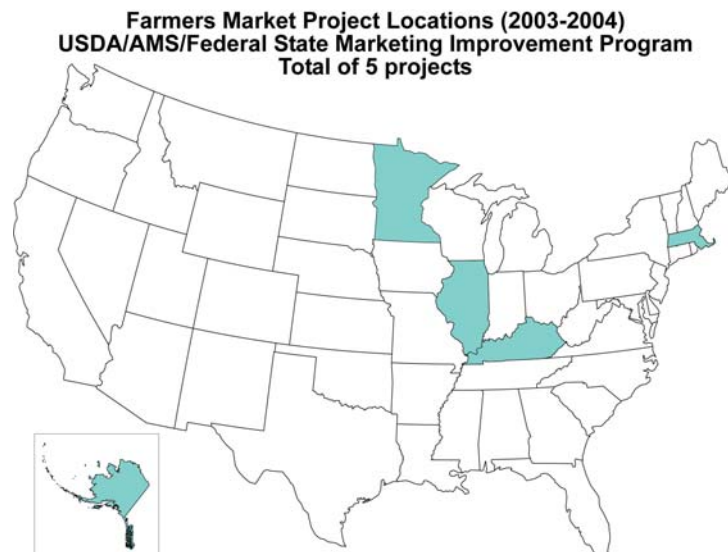 Farmers Market Project Locations (2003-2004)
USDA/AMS/Federal State Marketing Improvement Program
Total of 5 projects